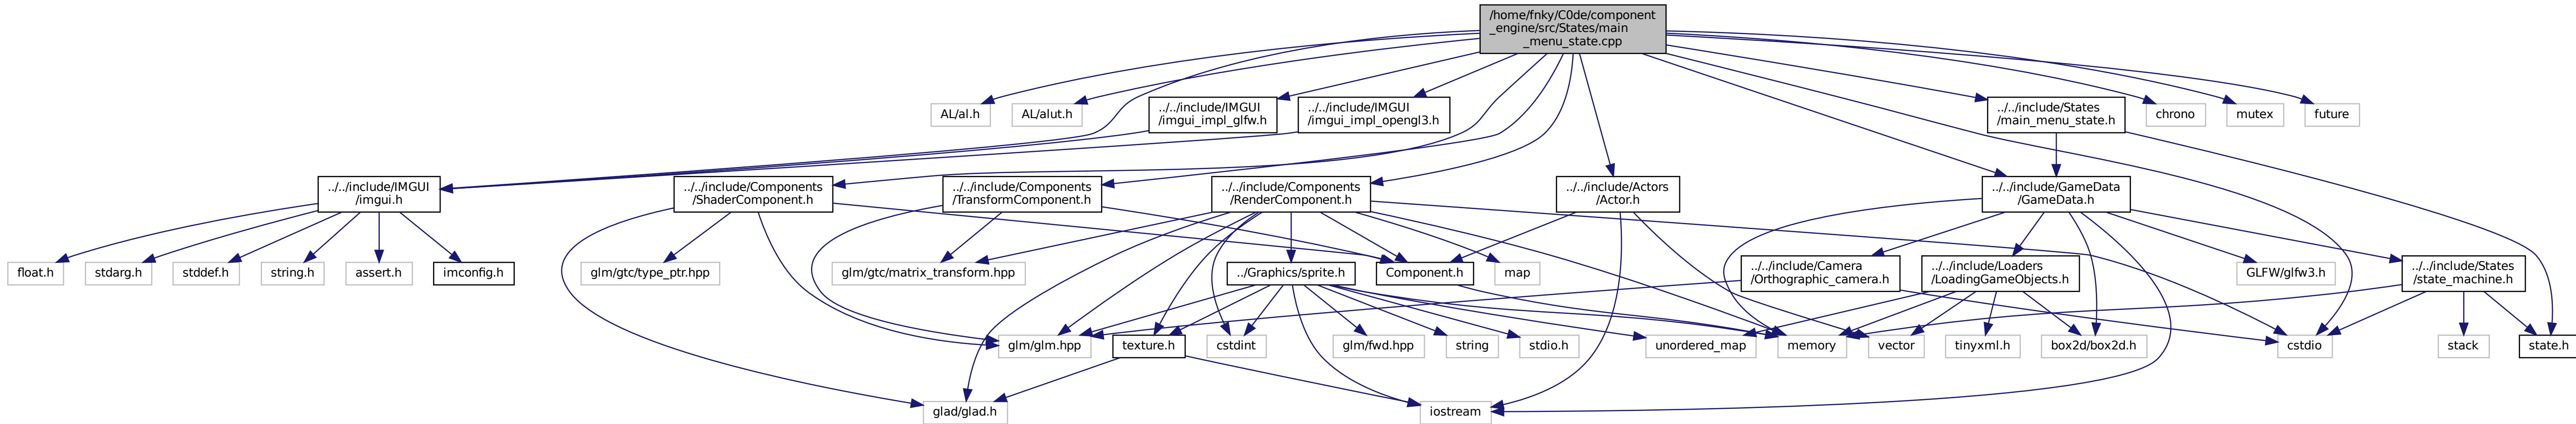 /home/fnky/C0de/component
_engine/src/States/main
_menu_state.cpp
AL/al.h
AL/alut.h
../../include/IMGUI
/imgui_impl_glfw.h
../../include/IMGUI
/imgui_impl_opengl3.h
../../include/States
/main_menu_state.h
chrono
mutex
future
../../include/IMGUI
/imgui.h
../../include/Components
/ShaderComponent.h
../../include/Components
/TransformComponent.h
../../include/Components
/RenderComponent.h
../../include/Actors
/Actor.h
../../include/GameData
/GameData.h
float.h
stdarg.h
stddef.h
string.h
assert.h
imconfig.h
glm/gtc/type_ptr.hpp
glm/gtc/matrix_transform.hpp
../Graphics/sprite.h
Component.h
map
../../include/Camera
/Orthographic_camera.h
../../include/Loaders
/LoadingGameObjects.h
GLFW/glfw3.h
../../include/States
/state_machine.h
glm/glm.hpp
texture.h
cstdint
glm/fwd.hpp
string
stdio.h
unordered_map
memory
vector
tinyxml.h
box2d/box2d.h
cstdio
stack
state.h
glad/glad.h
iostream